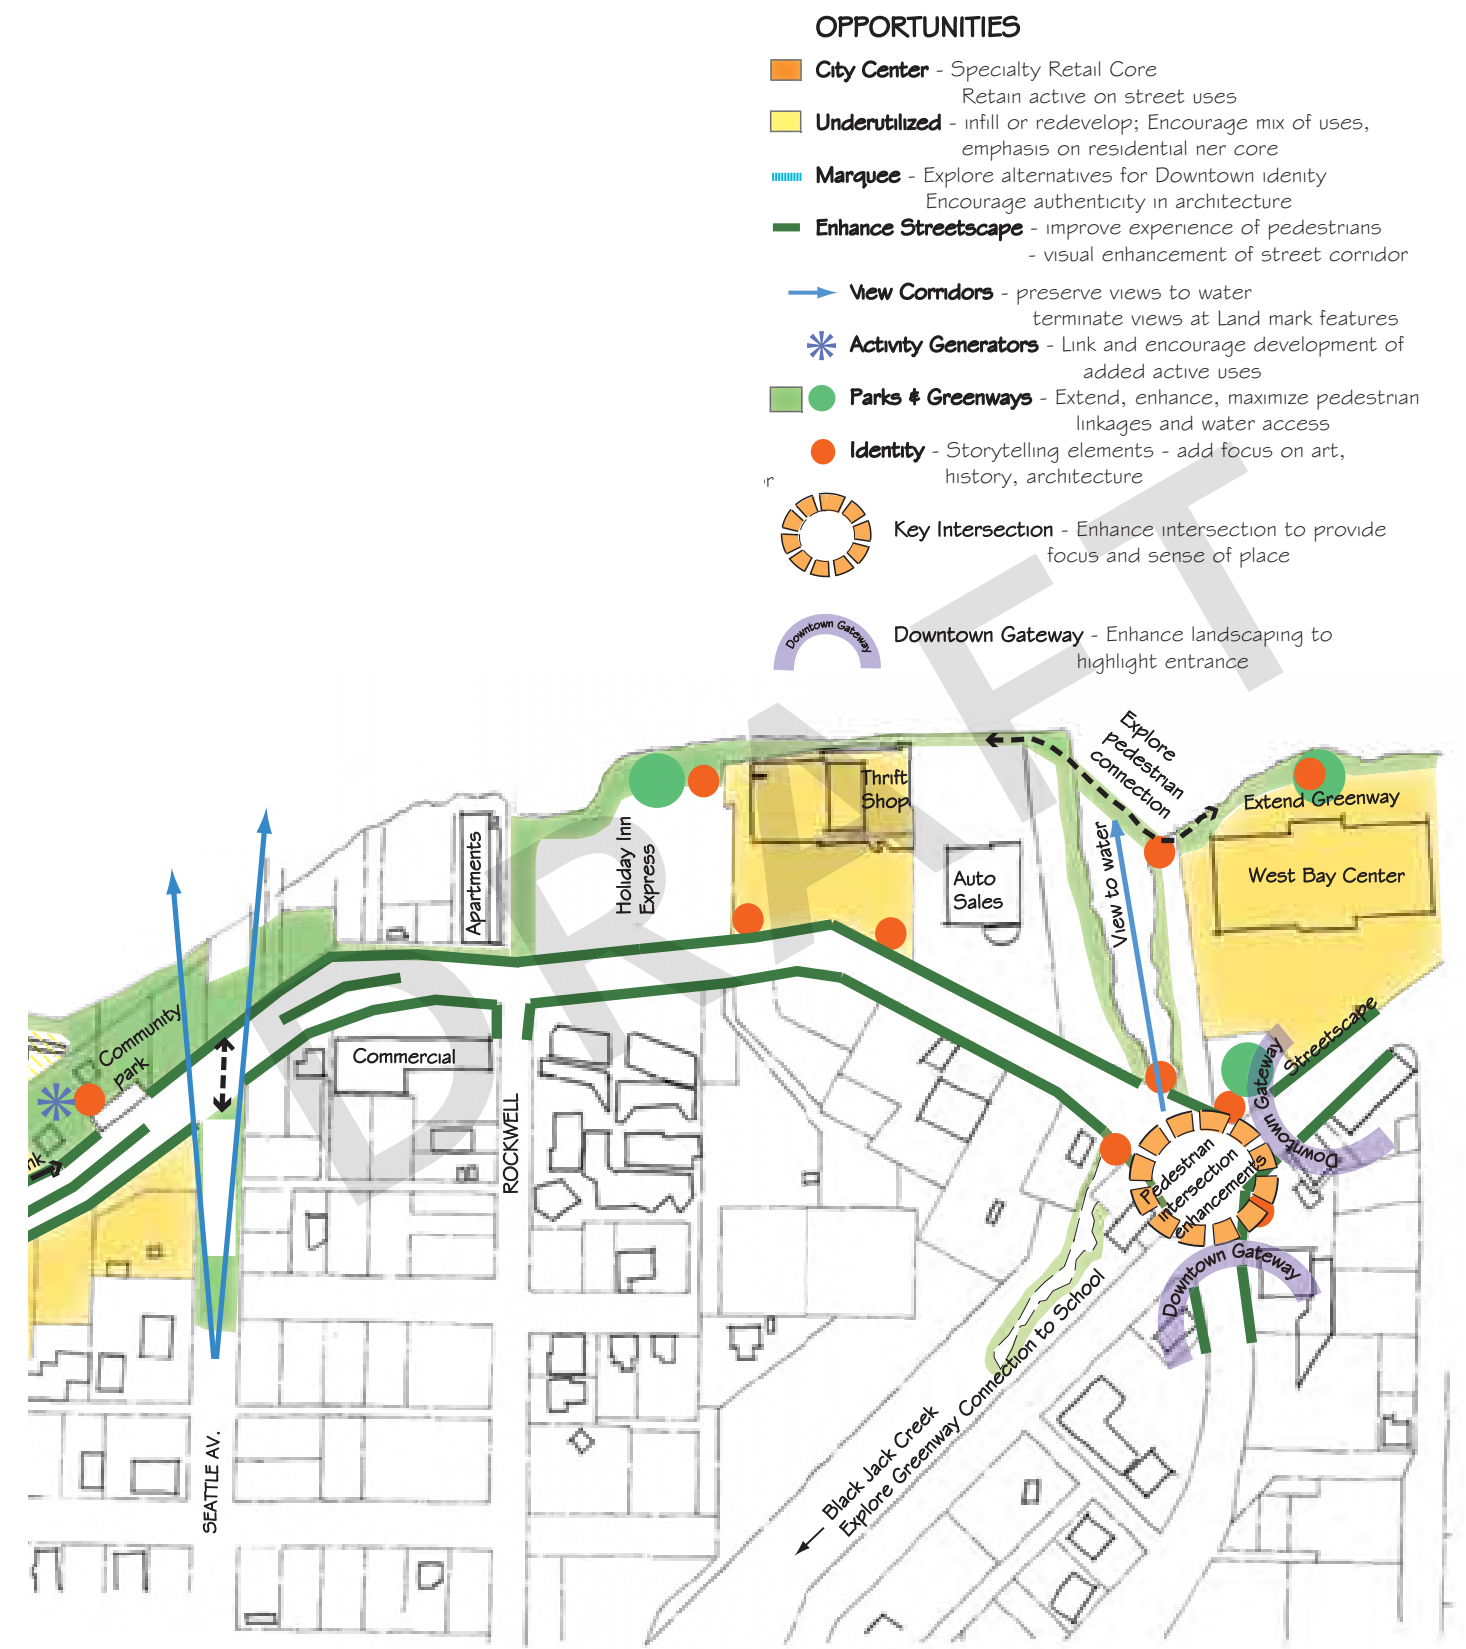 OPPORTUNITIES
City Center - Specialty Retail Core
Retain active on street uses
Underutilized - infill or redevelop; Encourage mix of uses,
emphasis on residential ner core
Marquee - Explore alternatives for Downtown idenity
Encourage authenticity in architecture
Enhance Streetscape - improve experience of pedestrians
- visual enhancement of street corridor
View Corridors - preserve views to water
terminate views at Land mark features
Activity Generators - Link and encourage development of
added active uses
Parks & Greenways - Extend, enhance, maximize pedestrian
linkages and water access
Identity - Storytelling elements - add focus on art,
history, architecture
Key Intersection - Enhance intersection to provide
focus and sense of place
Downtown Gateway
Downtown Gateway - Enhance landscaping to
highlight entrance
DRAFT
Explore
pedestrian
connection
Thrift
Shop
Extend Greenway
Holiday Inn
Express
Apartments
Auto
Sales
View to water
West Bay Center
Community
park
Commercial
Streetscape
Downtown Gateway
ROCKWELL
Pedestrian
intersection
enhancements
Downtown Gateway
Black Jack Creek
Explore Greenway Connection to School
SEATTLE AV.